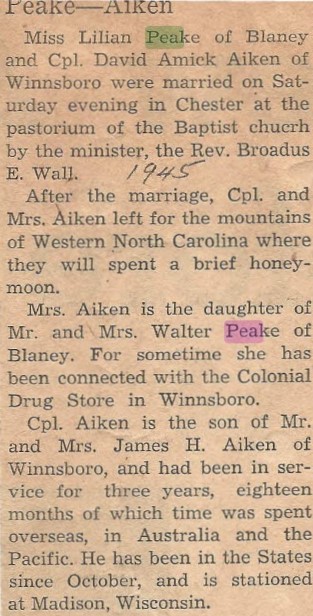 Peake—Aiken
Miss Lilian Peake of Blaney
and Cpl. David Amick Aiken of
Winnsboro were married on Sat-
urday evening in Chester at the
pastorium of the Baptist chucrh
by the minister, the Rev. Broadus
E. Wall. 1945
After the marriage, Cpl. and
Mrs. Aiken left for the mountains
of Western North Carolina where
they will spent a brief honey-
moon.
Mrs. Aiken is the daughter of
Mr. and Mrs. Walter Peake of
Blaney. For sometime she has
been connected with the Colonial
Drug Store in Winnsboro.
Cpl. Aiken is the son of Mr.
and Mrs. James H. Aiken of
Winnsboro, and had been in ser-
vice for three years, eighteen
months of which time was spent
overseas, in Australia and the
Pacific. He has been in the States
since October, and is stationed
at Madison, Wisconsin.